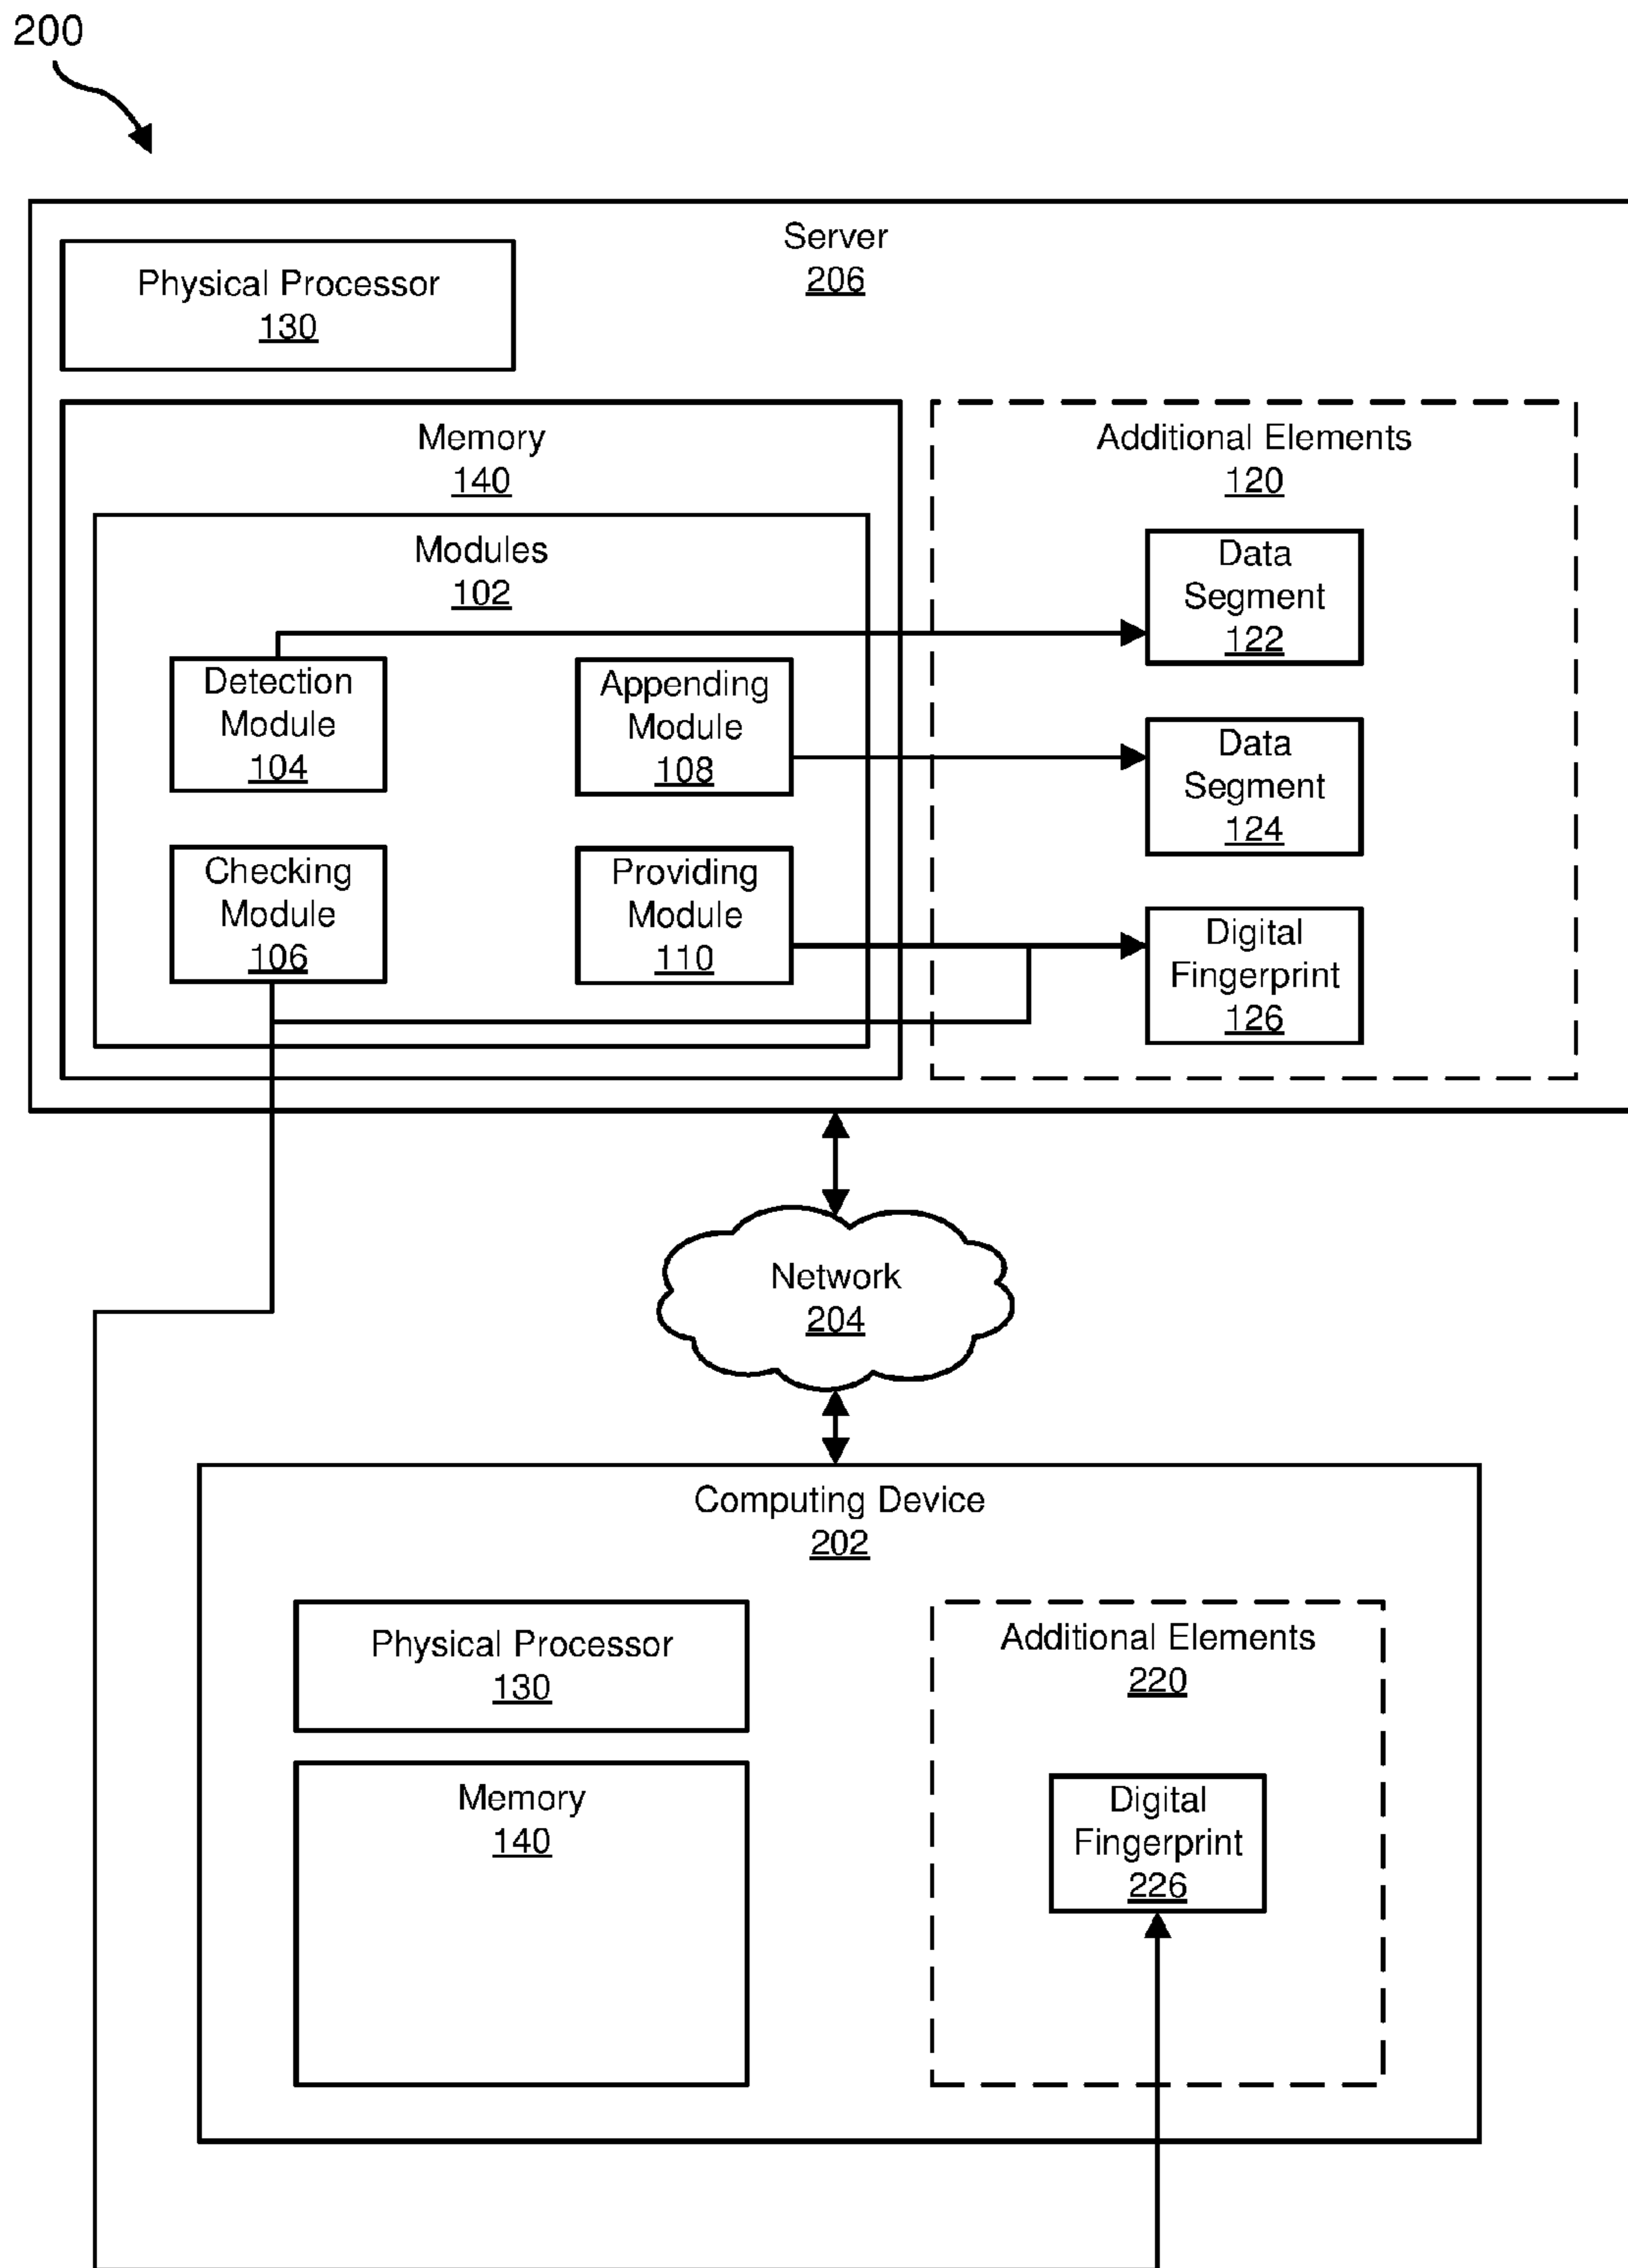 200
Server
206
Physical Processor
130
Memory
140
Modules
102
Detection
Module
104
Appending
Module
108
Checking
Module
106
Providing
Module
110
Additional Elements
120
Data
Segment
122
Data
Segment
124
Digital
Fingerprint
126
Network
204
Computing Device
202
Physical Processor
130
Memory
140
Additional Elements
220
Digital
Fingerprint
226